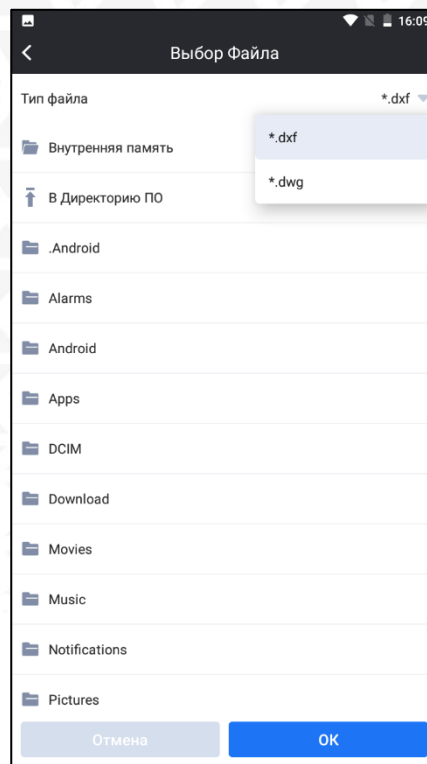 16:09
Выбор Файла
Тип файла *.dxf
*.dxf
Внутренняя память
*.dwg
В Директорию ПО
.Android
Alarms
Android
Apps
DCIM
Download
Movies
Music
Notifications
Pictures
Отмена OK